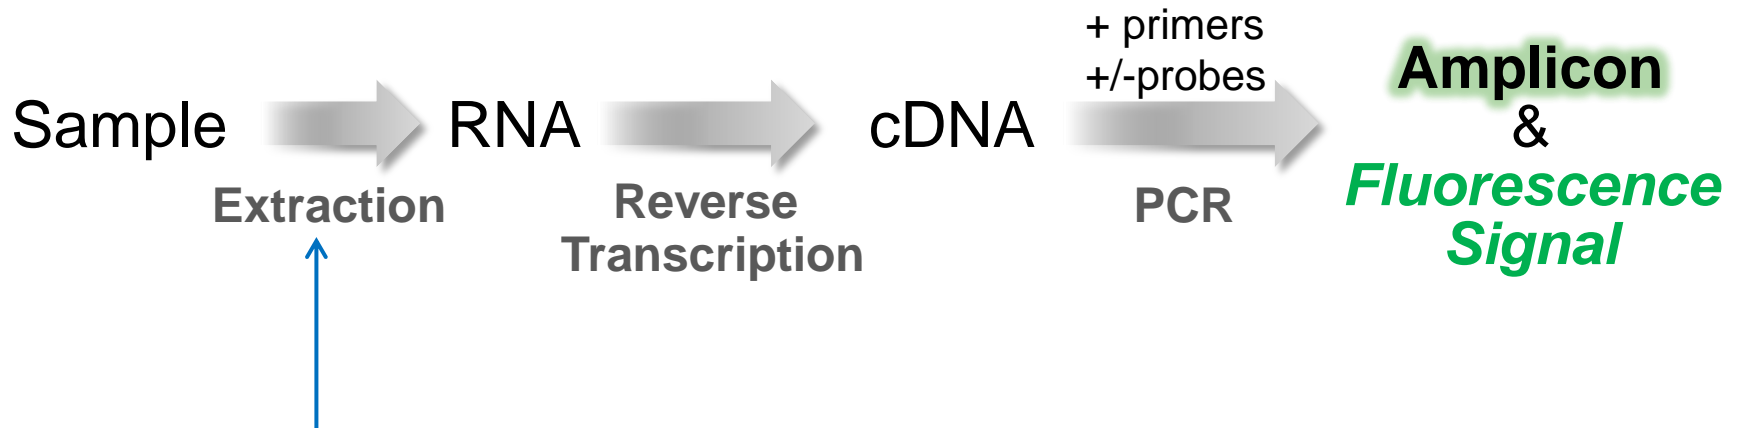 + primers
+/-probes
Sample
RNA
cDNA
Amplicon
&
Fluorescence
Signal
Extraction
Reverse
Transcription
PCR